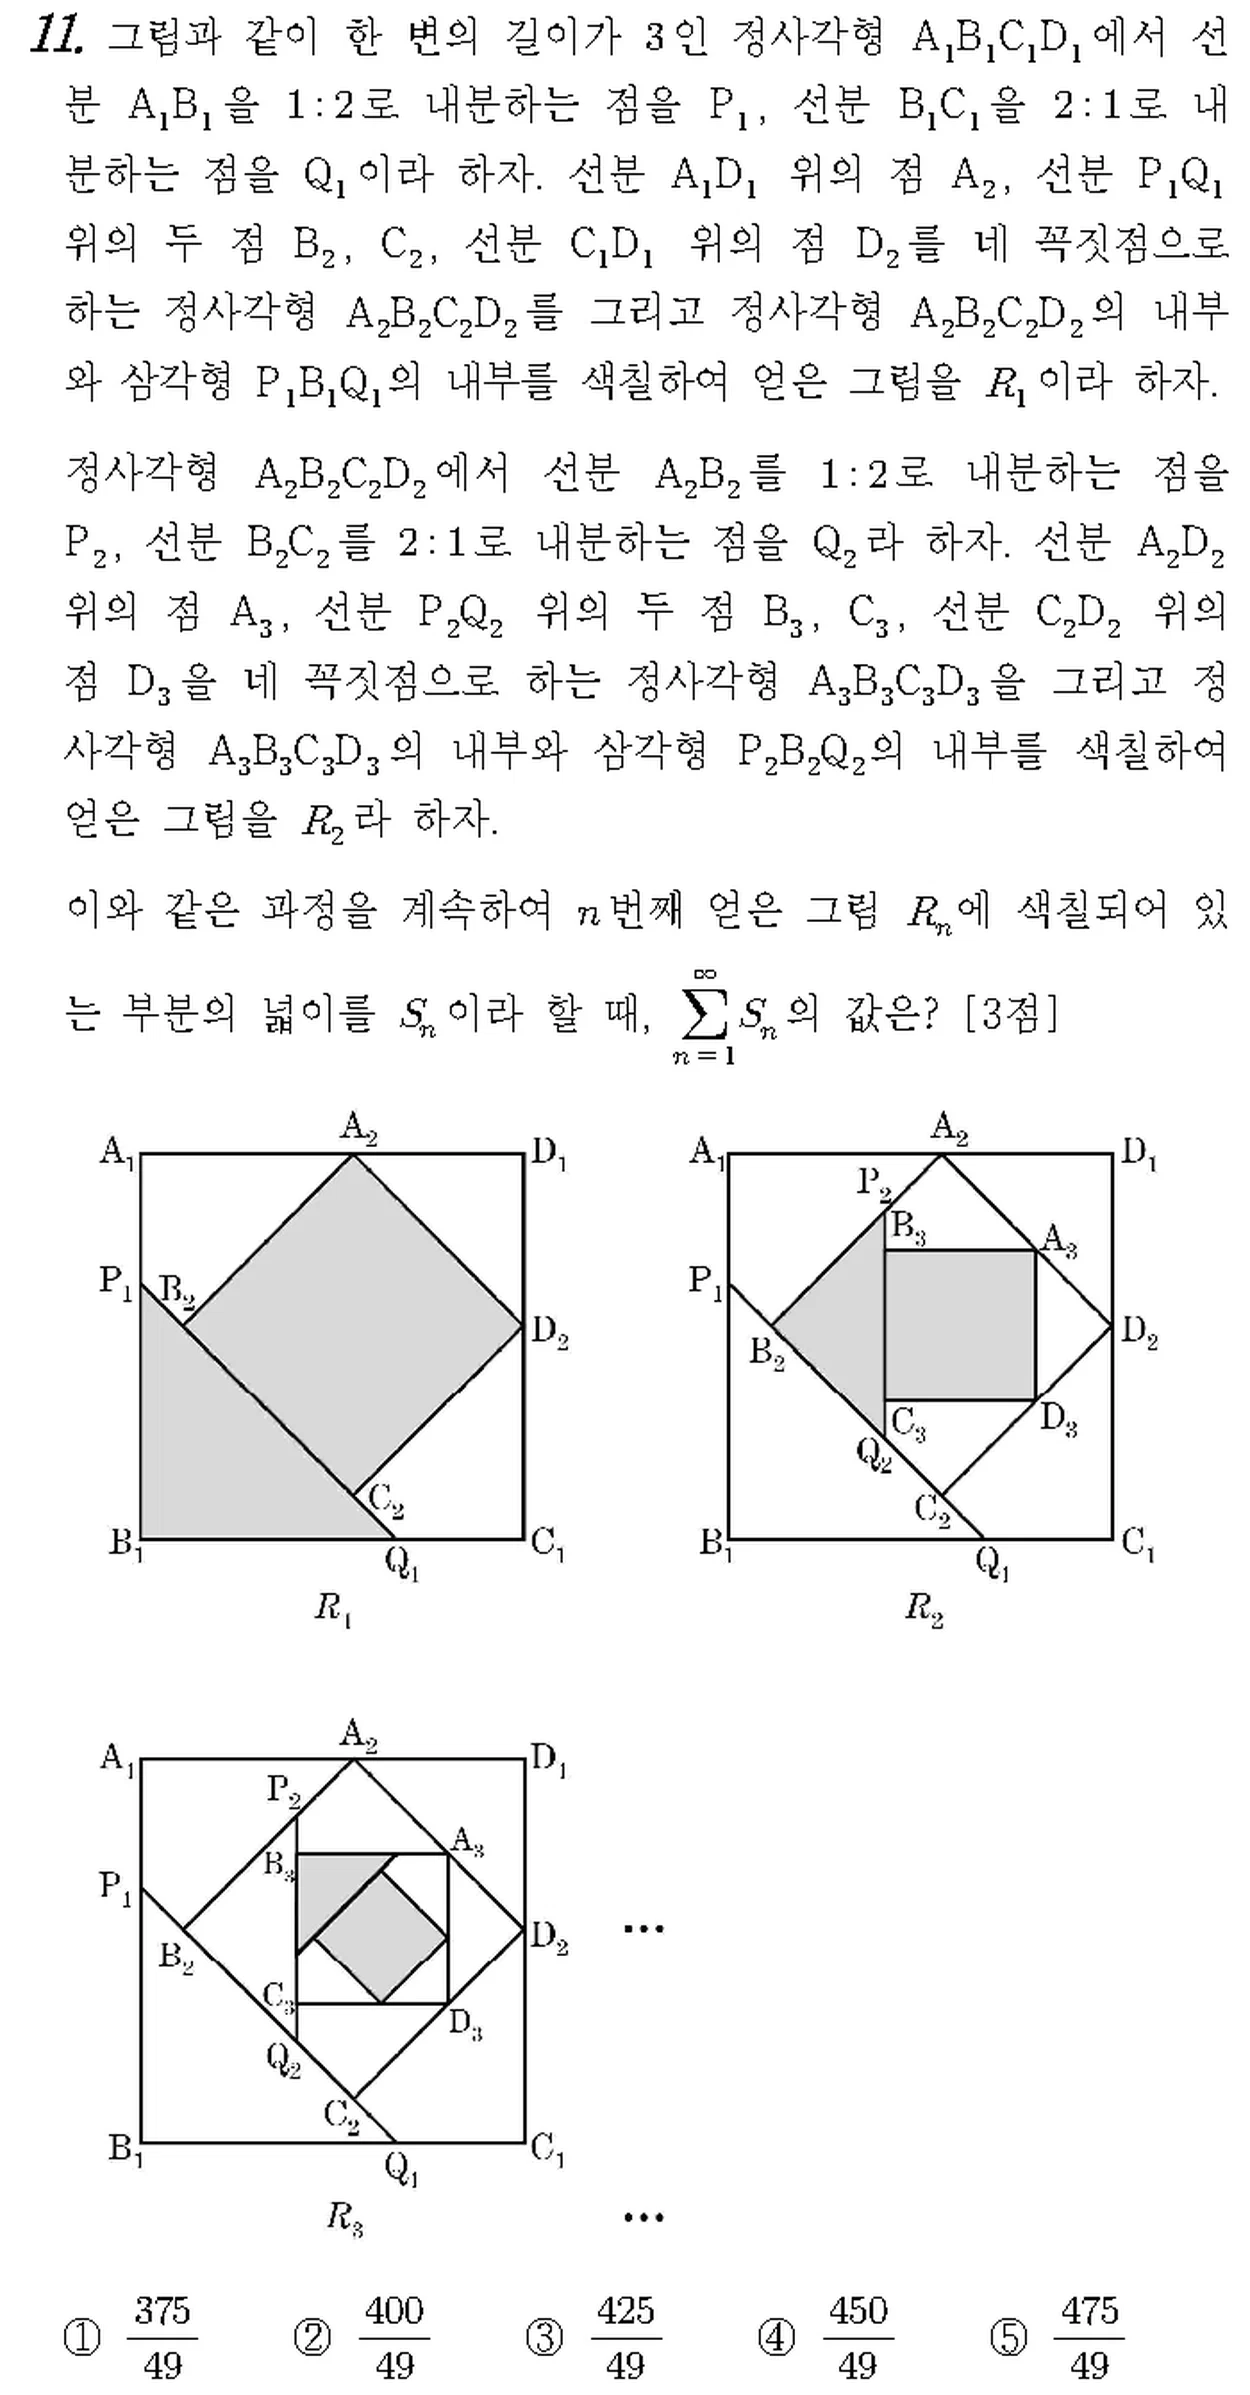 11. 그림과 같이 한 변의 길이가 3인 정사각형 A₁B₁C₁D₁에서 선
분 A₁B₁을 1:2로 내분하는 점을 P₁, 선분 B₁C₁을 2:1로 내
분하는 점을 Q₁이라 하자. 선분 A₁D₁ 위의 점 A₂, 선분 P₁Q₁
위의 두 점 B₂, C₂, 선분 C₁D₁ 위의 점 D₂를 네 꼭짓점으로
하는 정사각형 A₂B₂C₂D₂를 그리고 정사각형 A₂B₂C₂D₂의 내부
와 삼각형 P₁B₁Q₁의 내부를 색칠하여 얻은 그림을 R₁이라 하자.
정사각형 A₂B₂C₂D₂에서 선분 A₂B₂를 1:2로 내분하는 점을
P₂, 선분 B₂C₂를 2:1로 내분하는 점을 Q₂라 하자. 선분 A₂D₂
위의 점 A₃, 선분 P₂Q₂ 위의 두 점 B₃, C₃, 선분 C₂D₂ 위의
점 D₃을 네 꼭짓점으로 하는 정사각형 A₃B₃C₃D₃을 그리고 정
사각형 A₃B₃C₃D₃의 내부와 삼각형 P₂B₂Q₂의 내부를 색칠하여
얻은 그림을 R₂라 하자.
이와 같은 과정을 계속하여 n번째 얻은 그림 Rₙ에 색칠되어 있
는 부분의 넓이를 Sₙ이라 할 때, ∑_{n=1}^{∞} Sₙ의 값은? [3점]
A₁ A₂ D₁
P₁ B₂
D₂
C₂
B₁ Q₁ C₁
R₁
A₁ A₂ D₁
P₂
B₃ A₃
P₁
B₂ D₂
C₃ D₃
Q₂
C₂
B₁ Q₁ C₁
R₂
A₁ A₂ D₁
P₂
B₃ A₃
P₁
B₂ D₂ ⋯
C₃ D₃
Q₂
C₂
B₁ Q₁ C₁
R₃ ⋯
① 375/49 ② 400/49 ③ 425/49 ④ 450/49 ⑤ 475/49